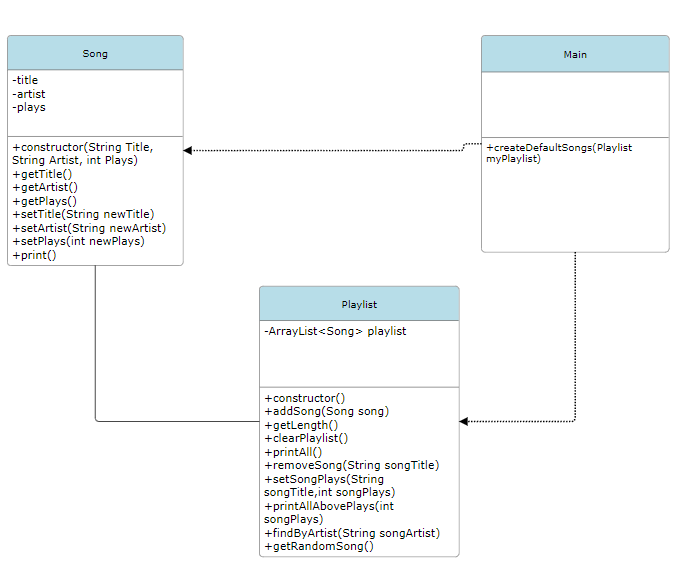 Song
-title
-artist
-plays
+constructor(String Title,
String Artist, int Plays)
+getTitle()
+getArtist()
+getPlays()
+setTitle(String newTitle)
+setArtist(String newArtist)
+setPlays(int newPlays)
+print()
Main
+createDefaultSongs(Playlist
myPlaylist)
Playlist
-ArrayList<Song> playlist
+constructor()
+addSong(Song song)
+getLength()
+clearPlaylist()
+printAll()
+removeSong(String songTitle)
+setSongPlays(String
songTitle,int songPlays)
+printAllAbovePlays(int
songPlays)
+findByArtist(String songArtist)
+getRandomSong()